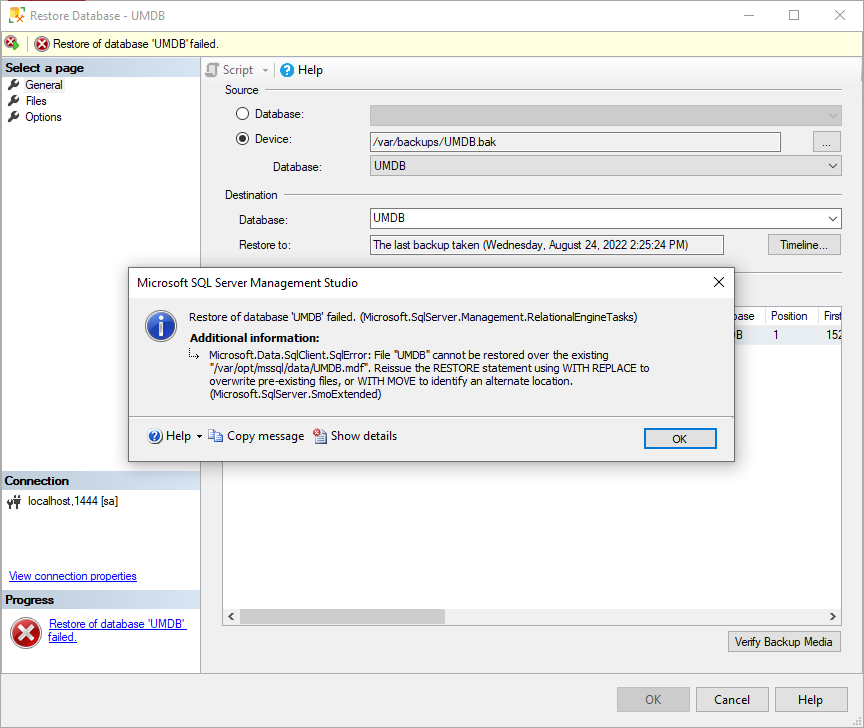 Restore Database - UMDB
Restore of database 'UMDB' failed.
Select a page
General
Files
Options
Script
Help
Source
Database:
Device:
/var/backups/UMDB.bak
...
Database:
UMDB
Destination
Database:
UMDB
Restore to:
The last backup taken (Wednesday, August 24, 2022 2:25:24 PM)
Timeline...
base Position First
DB 1 152
Microsoft SQL Server Management Studio
Restore of database 'UMDB' failed. (Microsoft.SqlServer.Management.RelationalEngineTasks)
Additional information:
Microsoft.Data.SqlClient.SqlError: File "UMDB" cannot be restored over the existing
"/var/opt/mssql/data/UMDB.mdf". Reissue the RESTORE statement using WITH REPLACE to
overwrite pre-existing files, or WITH MOVE to identify an alternate location.
(Microsoft.SqlServer.SmoExtended)
Help
Copy message
Show details
OK
Connection
localhost,1444 [sa]
View connection properties
Progress
Restore of database 'UMDB'
failed.
Verify Backup Media
OK
Cancel
Help